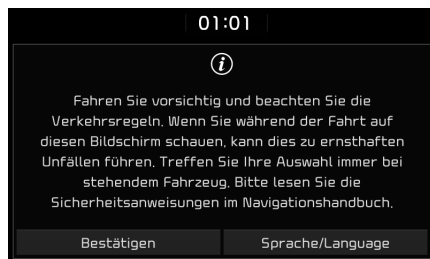 01:01
Fahren Sie vorsichtig und beachten Sie die
Verkehrsregeln. Wenn Sie während der Fahrt auf
diesen Bildschirm schauen, kann dies zu ernsthaften
Unfällen führen. Treffen Sie Ihre Auswahl immer bei
stehendem Fahrzeug. Bitte lesen Sie die
Sicherheitsanweisungen im Navigationshandbuch.
Bestätigen Sprache/Language